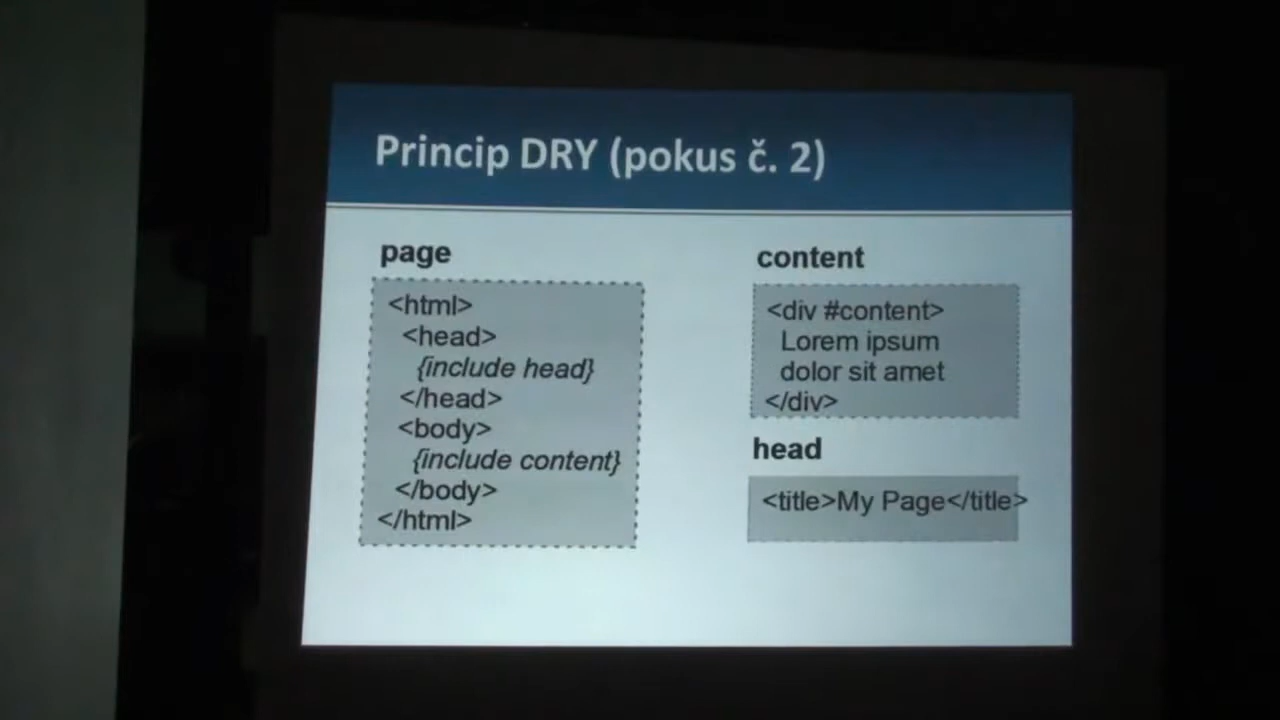 Princip DRY (pokus č. 2)
page
<html>
<head>
{include head}
</head>
<body>
{include content}
</body>
</html>
content
<div #content>
Lorem ipsum
dolor sit amet
</div>
head
<title>My Page</title>